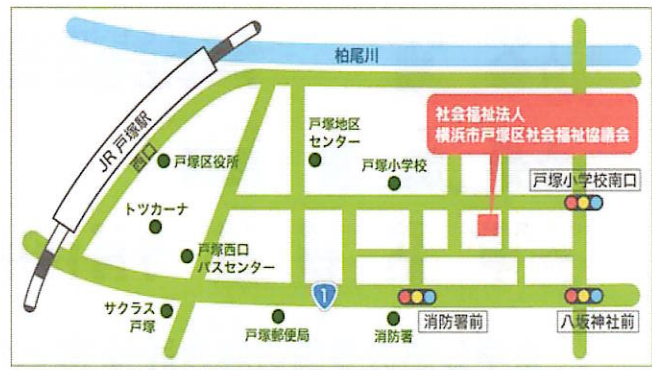 柏尾川
JR 戸塚駅
西口
戸塚区役所
トツカーナ
戸塚西口
バスセンター
戸塚地区
センター
戸塚小学校
社会福祉法人
横浜市戸塚区社会福祉協議会
戸塚小学校南口
1
サクラス
戸塚
戸塚郵便局
消防署
消防署前
八坂神社前